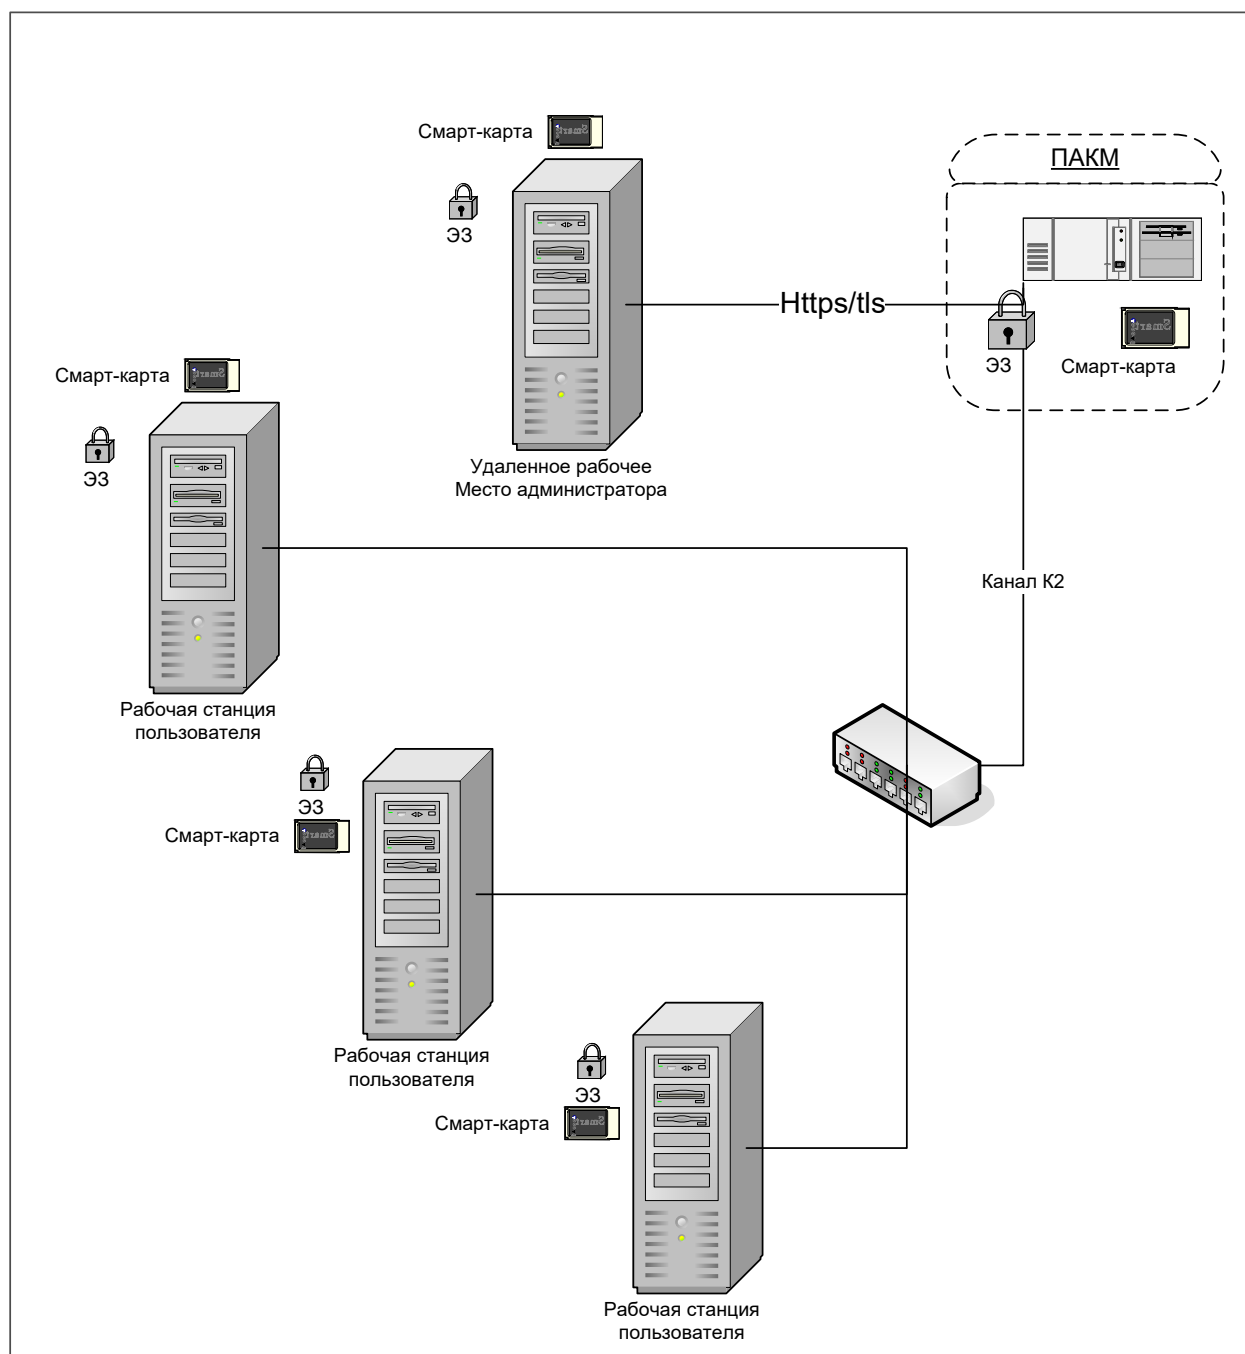 Смарт-карта
ЭЗ
ПАКМ
Https/tls
ЭЗ
Смарт-карта
Удаленное рабочее
Место администратора
Смарт-карта
ЭЗ
Канал К2
Рабочая станция
пользователя
ЭЗ
Смарт-карта
Рабочая станция
пользователя
ЭЗ
Смарт-карта
Рабочая станция
пользователя